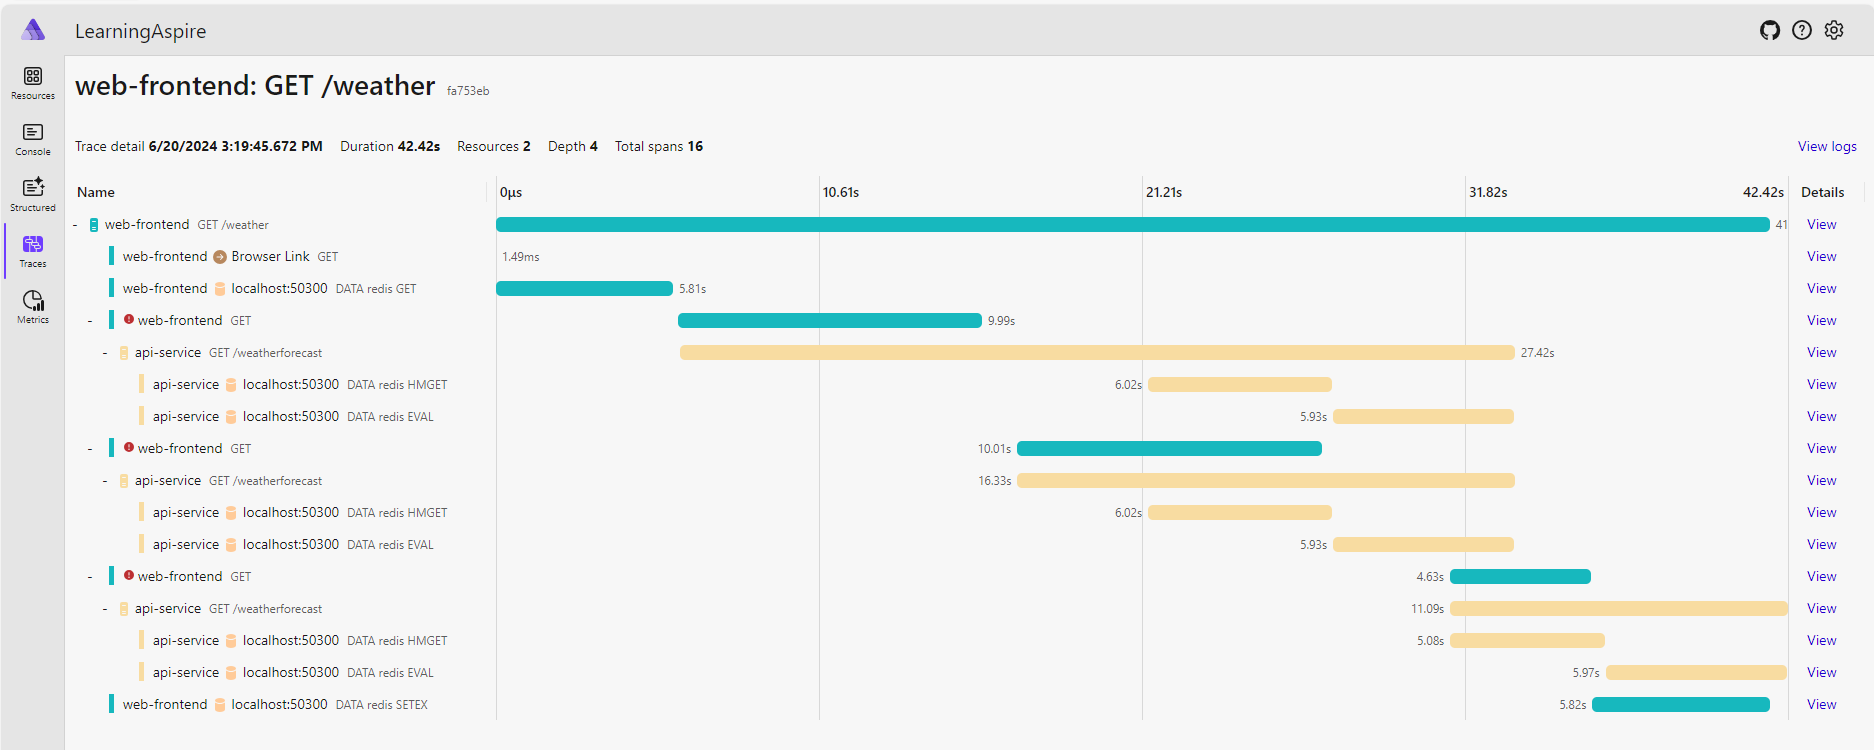 LearningAspire
Resources
Console
Structured
Traces
Metrics
web-frontend: GET /weather fa753eb
Trace detail 6/20/2024 3:19:45.672 PM Duration 42.42s Resources 2 Depth 4 Total spans 16 View logs
Name 0µs 10.61s 21.21s 31.82s 42.42s Details
- web-frontend GET /weather 41 View
web-frontend Browser Link GET 1.49ms View
web-frontend localhost:50300 DATA redis GET 5.81s View
- web-frontend GET 9.99s View
- api-service GET /weatherforecast 27.42s View
api-service localhost:50300 DATA redis HMGET 6.02s View
api-service localhost:50300 DATA redis EVAL 5.93s View
- web-frontend GET 10.01s View
- api-service GET /weatherforecast 16.33s View
api-service localhost:50300 DATA redis HMGET 6.02s View
api-service localhost:50300 DATA redis EVAL 5.93s View
- web-frontend GET 4.63s View
- api-service GET /weatherforecast 11.09s View
api-service localhost:50300 DATA redis HMGET 5.08s View
api-service localhost:50300 DATA redis EVAL 5.97s View
web-frontend localhost:50300 DATA redis SETEX 5.82s View